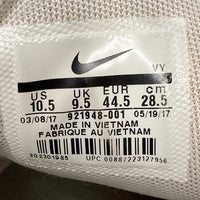 VY
US UK EUR cm
10.5 9.5 44.5 28.5
03/08/17 921948-001 05/19/17
MADE IN VIETNAM
FABRIQUE AU VIETNAM
202301985
UPC 00887223127956